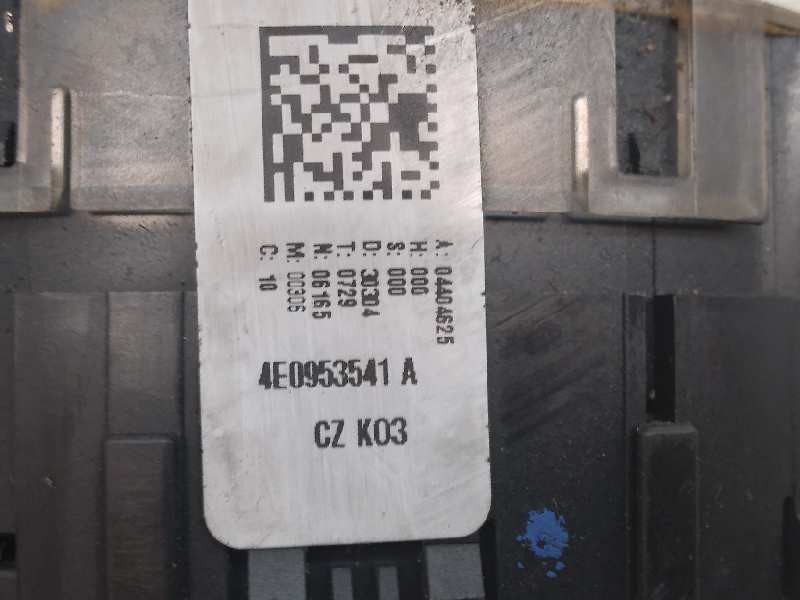 A: 04404625
H: 000
S: 000
D: 30304
T: 0729
N: 06165
M: 00306
C: 10
4E0953541 A
CZ K03